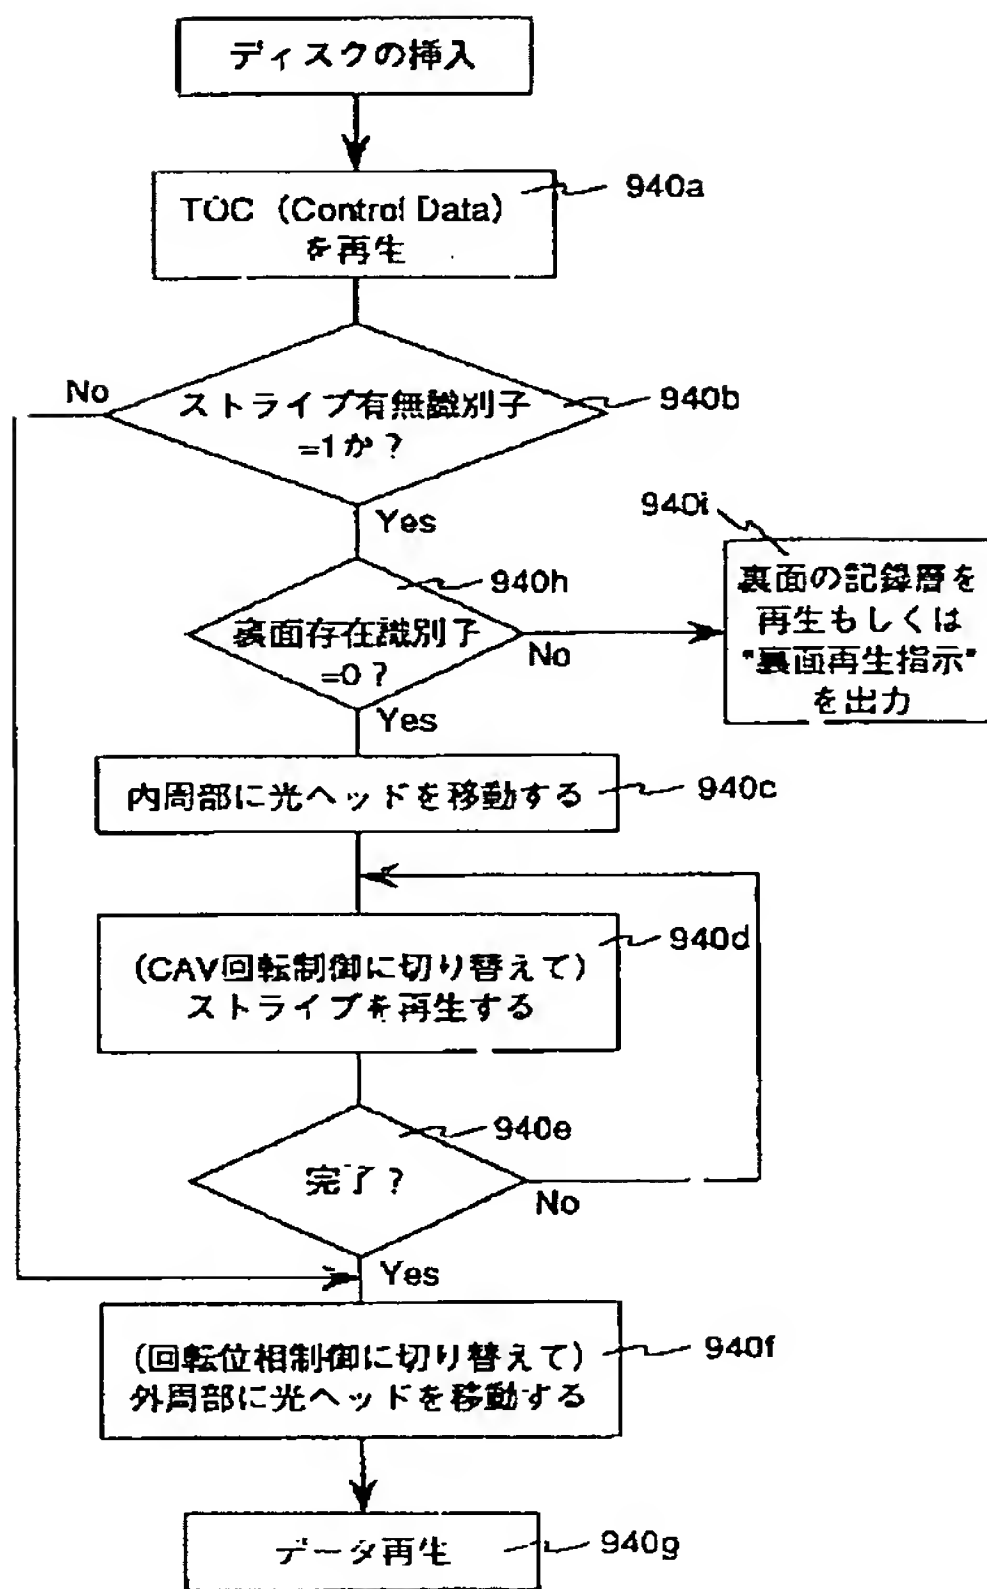 ディスクの挿入
940a
TOC (Control Data)
を再生
No
ストライプ有無識別子
=1か?
940b
Yes
940i
940h
裏面存在識別子
=0?
No
裏面の記録層を
再生もしくは
"裏面再生指示"
を出力
Yes
内周部に光ヘッドを移動する
940c
940d
(CAV回転制御に切り替えて)
ストライプを再生する
940e
完了?
No
Yes
(回転位相制御に切り替えて)
外周部に光ヘッドを移動する
940f
データ再生
940g